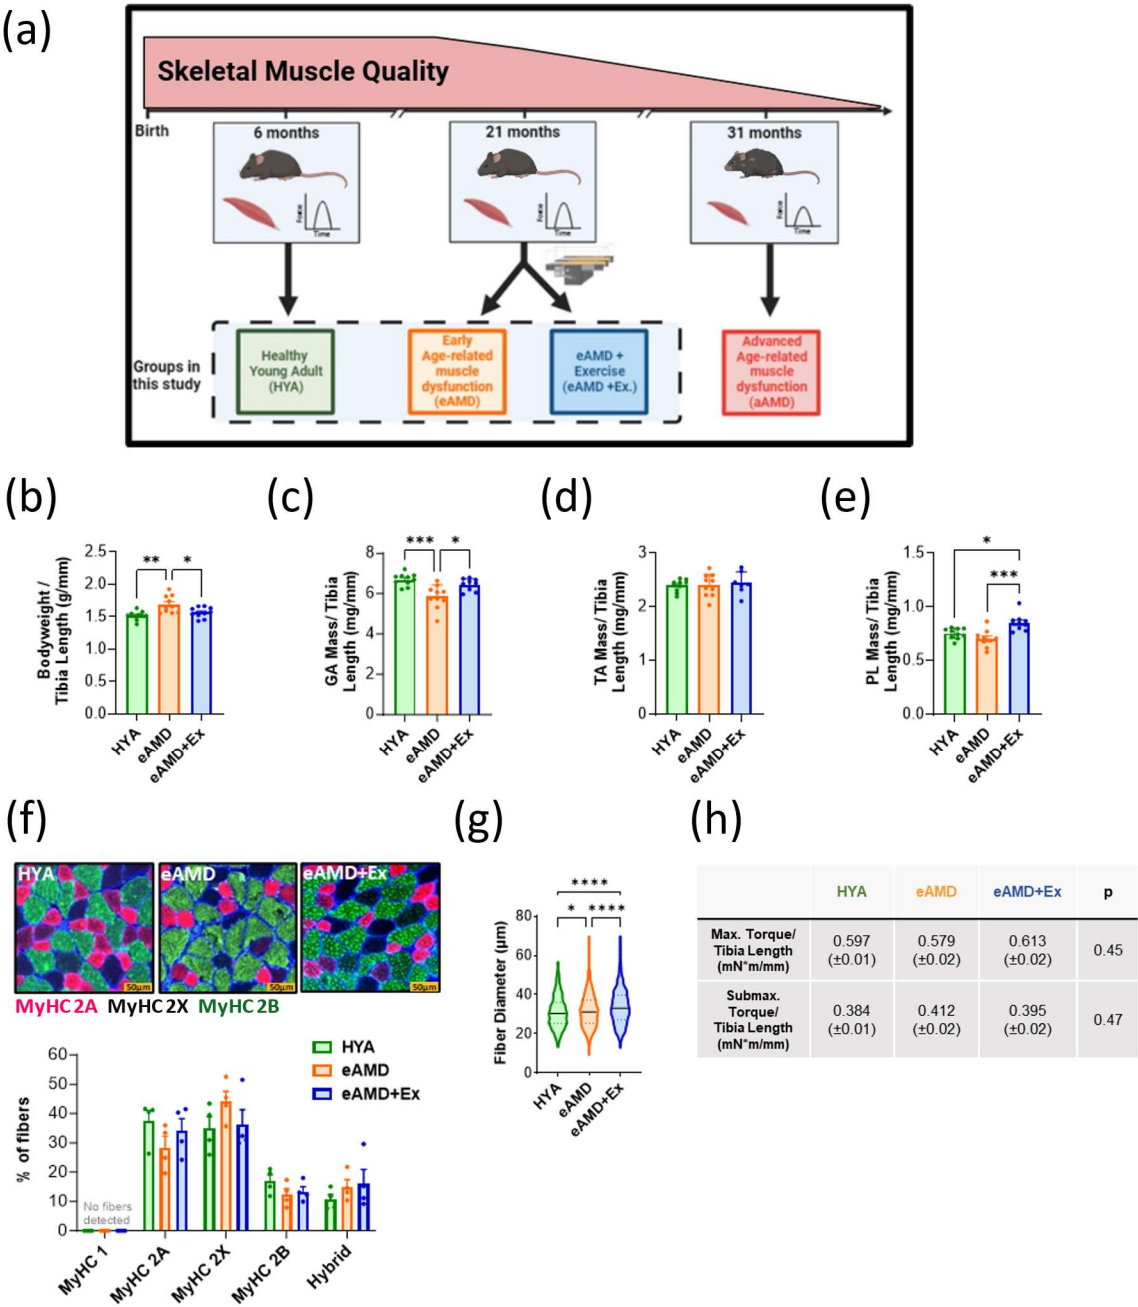 (a)
Skeletal Muscle Quality
Birth
6 months
21 months
31 months
Force
Time
Force
Time
Force
Time
Groups in
this study
Healthy
Young Adult
(HYA)
Early
Age-related
muscle
dysfunction
(eAMD)
eAMD +
Exercise
(eAMD +Ex.)
Advanced
Age-related
muscle
dysfunction
(aAMD)
(b)
Bodyweight /
Tibia Length (g/mm)
2.5
2.0
1.5
1.0
0.5
0.0
** *
HYA
eAMD
eAMD+Ex
(c)
GA Mass/ Tibia
Length (mg/mm)
8
6
4
2
0
*** *
HYA
eAMD
eAMD+Ex
(d)
TA Mass/ Tibia
Length (mg/mm)
3
2
1
0
HYA
eAMD
eAMD+Ex
(e)
PL Mass/ Tibia
Length (mg/mm)
1.5
1.0
0.5
0.0
*
***
HYA
eAMD
eAMD+Ex
(f)
HYA
eAMD
eAMD+Ex
50µm
50µm
50µm
MyHC 2A MyHC 2X MyHC 2B
HYA
eAMD
eAMD+Ex
% of fibers
60
50
40
30
20
10
0
No fibers
detected
MyHC 1
MyHC 2A
MyHC 2X
MyHC 2B
Hybrid
(g)
Fiber Diameter (µm)
80
60
40
20
0
****
* ****
HYA
eAMD
eAMD+Ex
(h)
HYA eAMD eAMD+Ex p
Max. Torque/
Tibia Length
(mN*m/mm)
0.597
(±0.01)
0.579
(±0.02)
0.613
(±0.02)
0.45
Submax.
Torque/
Tibia Length
(mN*m/mm)
0.384
(±0.01)
0.412
(±0.02)
0.395
(±0.02)
0.47